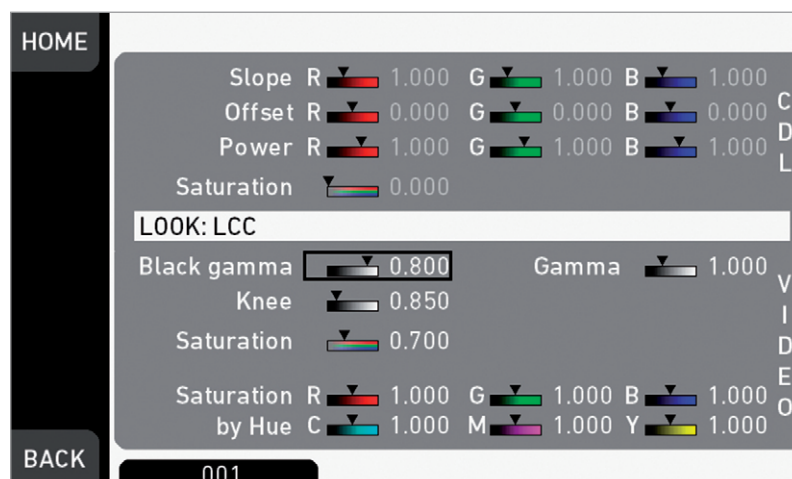 HOME
Slope R 1.000 G 1.000 B 1.000
Offset R 0.000 G 0.000 B 0.000
Power R 1.000 G 1.000 B 1.000
Saturation 0.000
CDL
LOOK: LCC
Black gamma 0.800 Gamma 1.000
Knee 0.850
Saturation 0.700
Saturation R 1.000 G 1.000 B 1.000
by Hue C 1.000 M 1.000 Y 1.000
VIDEO
BACK
001